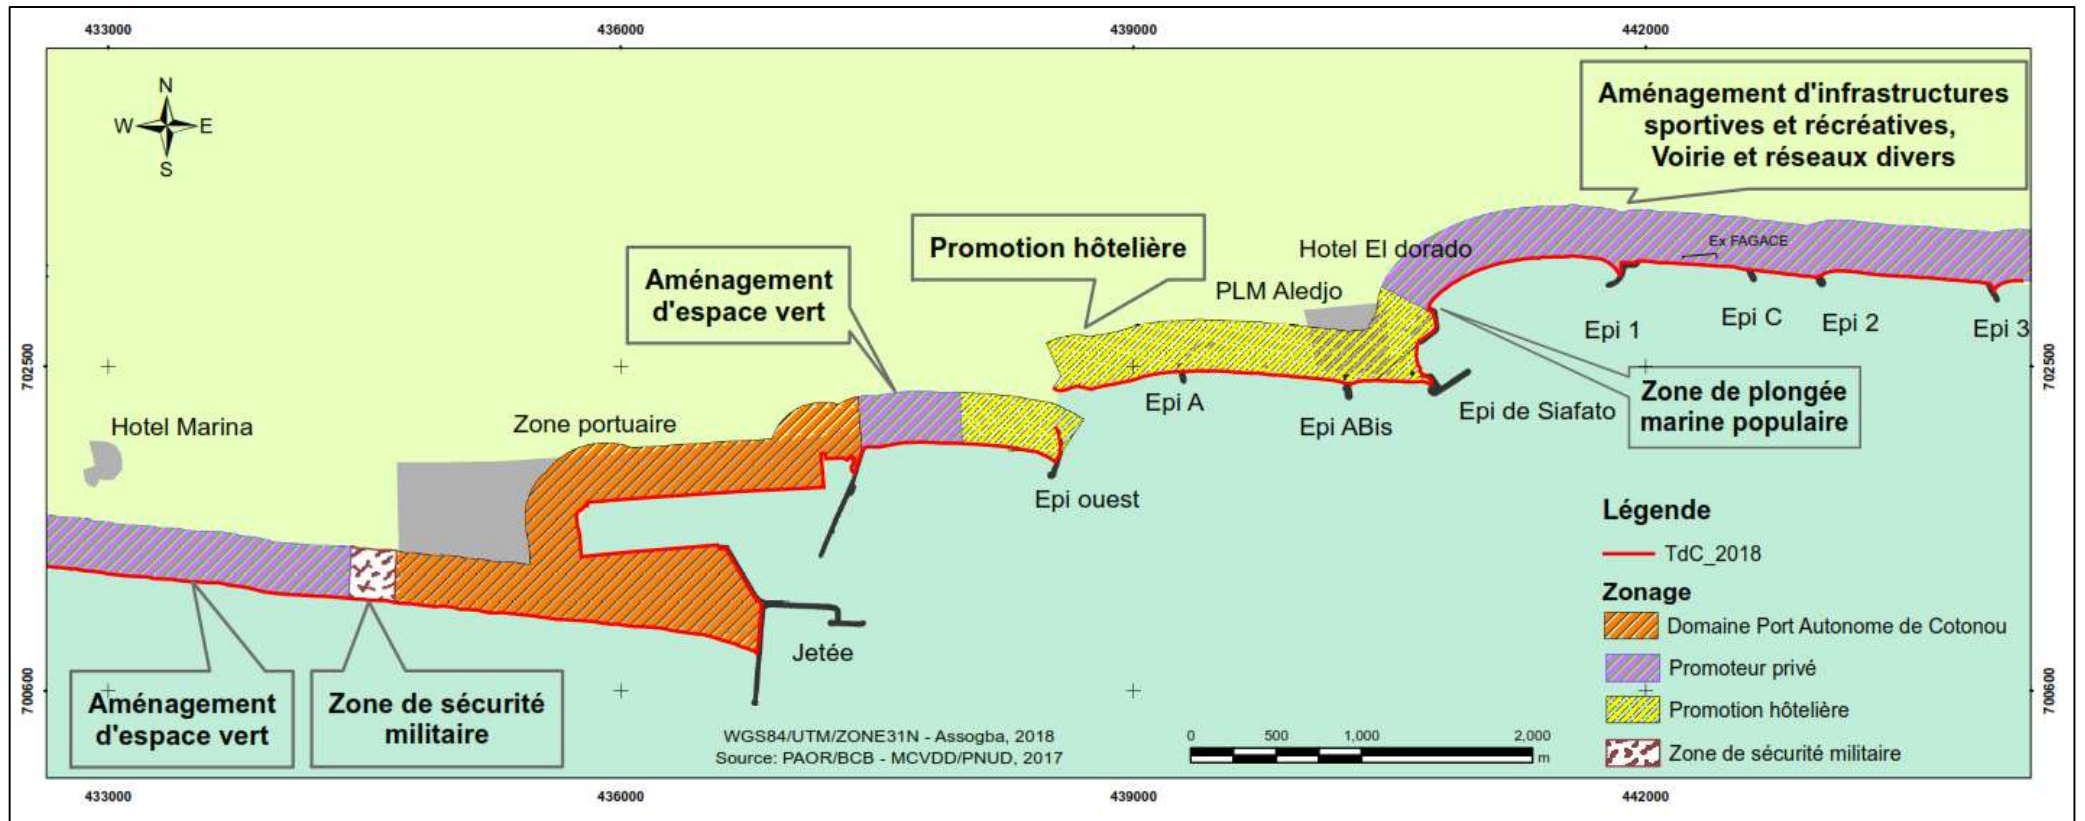 433000 436000 439000 442000
N
W E
S
Aménagement d'infrastructures
sportives et récréatives,
Voirie et réseaux divers
Promotion hôtelière
Hotel El dorado
Ex FAGACE
Aménagement
d'espace vert
PLM Aledjo
Epi 1
Epi C
Epi 2
Epi 3
702500
702500
Zone de plongée
marine populaire
Epi A
Epi ABis
Epi de Siafato
Hotel Marina
Zone portuaire
Epi ouest
Légende
TdC_2018
Zonage
Domaine Port Autonome de Cotonou
Promoteur privé
Promotion hôtelière
Zone de sécurité militaire
Jetée
700600
700600
Aménagement
d'espace vert
Zone de sécurité
militaire
WGS84/UTM/ZONE31N - Assogba, 2018
Source: PAOR/BCB - MCVDD/PNUD, 2017
0 500 1,000 2,000
m
433000 436000 439000 442000